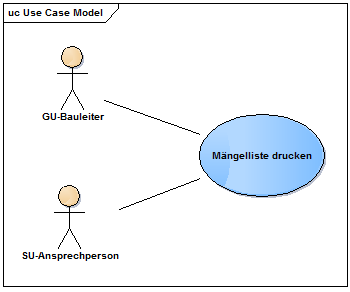 uc Use Case Model
GU-Bauleiter
Mängelliste drucken
SU-Ansprechperson